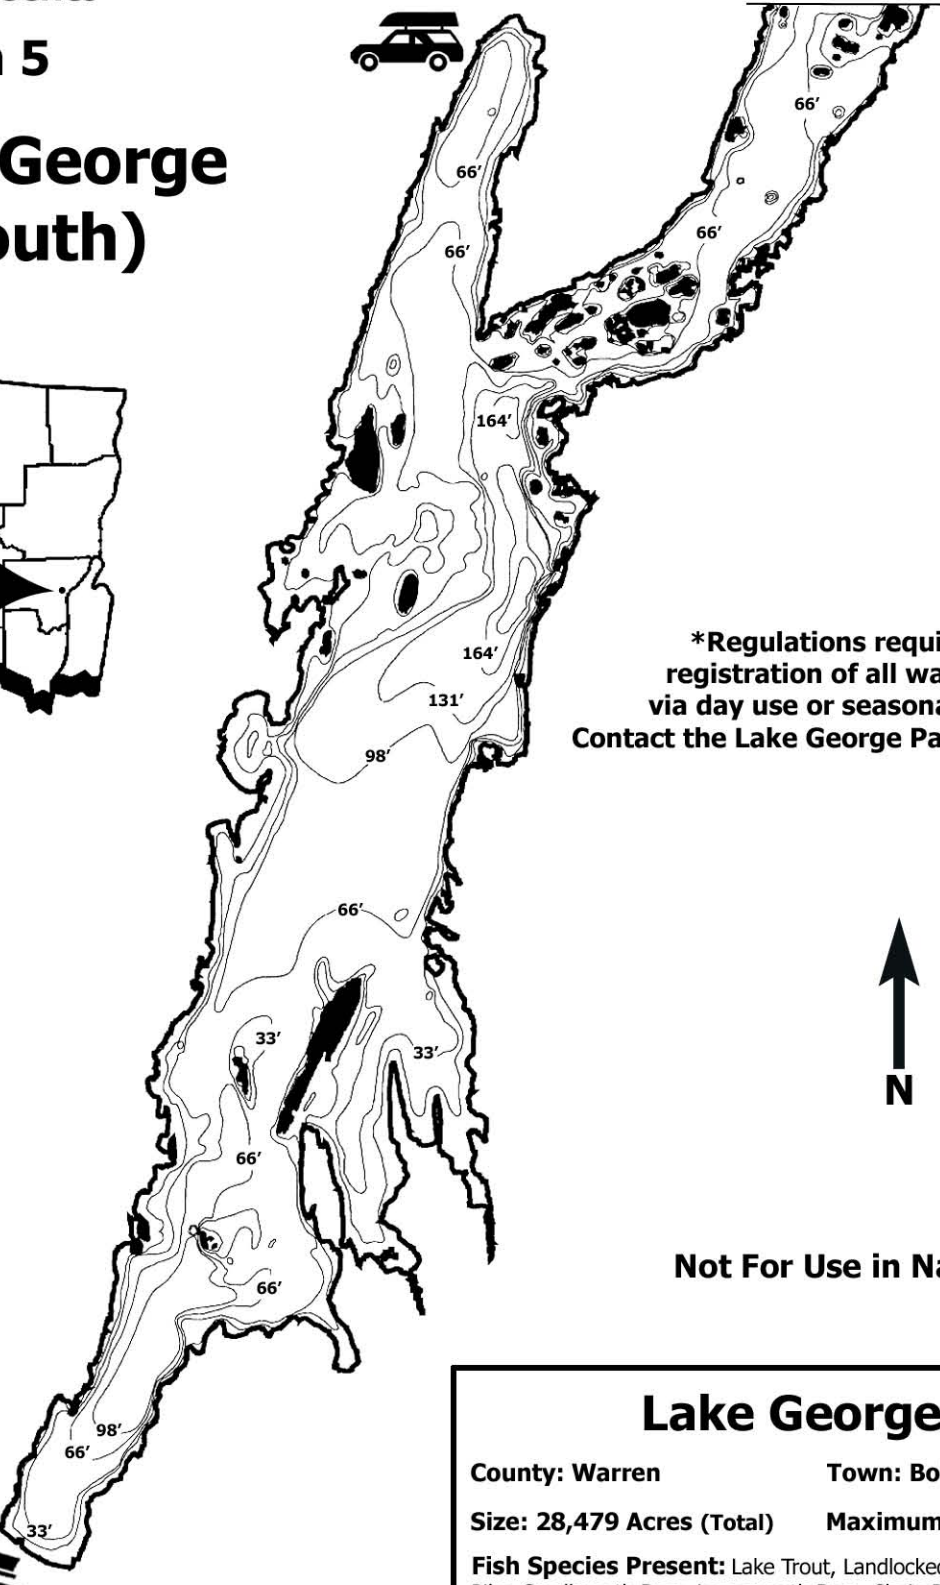 n 5
George
outh)
66'
66'
66'
66'
164'
164'
131'
98'
66'
33'
33'
66'
66'
98'
66'
33'
*Regulations requi
registration of all wa
via day use or seasona
Contact the Lake George Pa
N
Not For Use in Na
Lake George
County: Warren Town: Bo
Size: 28,479 Acres (Total) Maximum
Fish Species Present: Lake Trout, Landlocked